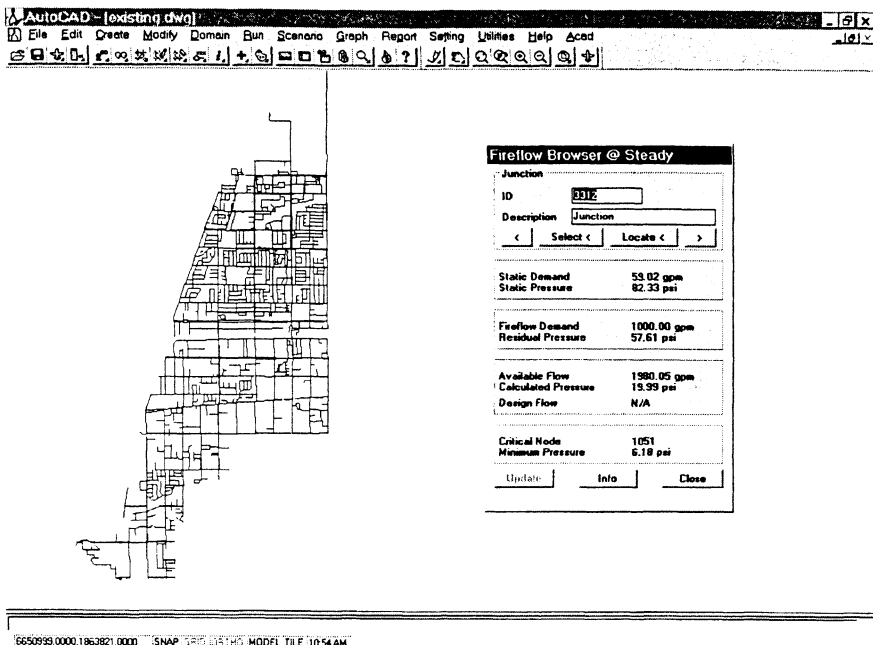 AutoCAD - [existing.dwg]
File Edit Create Modify Domain Run Scenario Graph Report Setting Utilities Help Acad
Fireflow Browser @ Steady
Junction
ID 3312
Description Junction
< Select < Locate < >
Static Demand 59.02 gpm
Static Pressure 82.33 psi
Fireflow Demand 1000.00 gpm
Residual Pressure 57.61 psi
Available Flow 1980.05 gpm
Calculated Pressure 19.99 psi
Design Flow N/A
Critical Node 1051
Minimum Pressure 6.18 psi
Update Info Close
6650999.0000,1863821.0000 SNAP GRID ORTHO MODEL TILE 10:54 AM